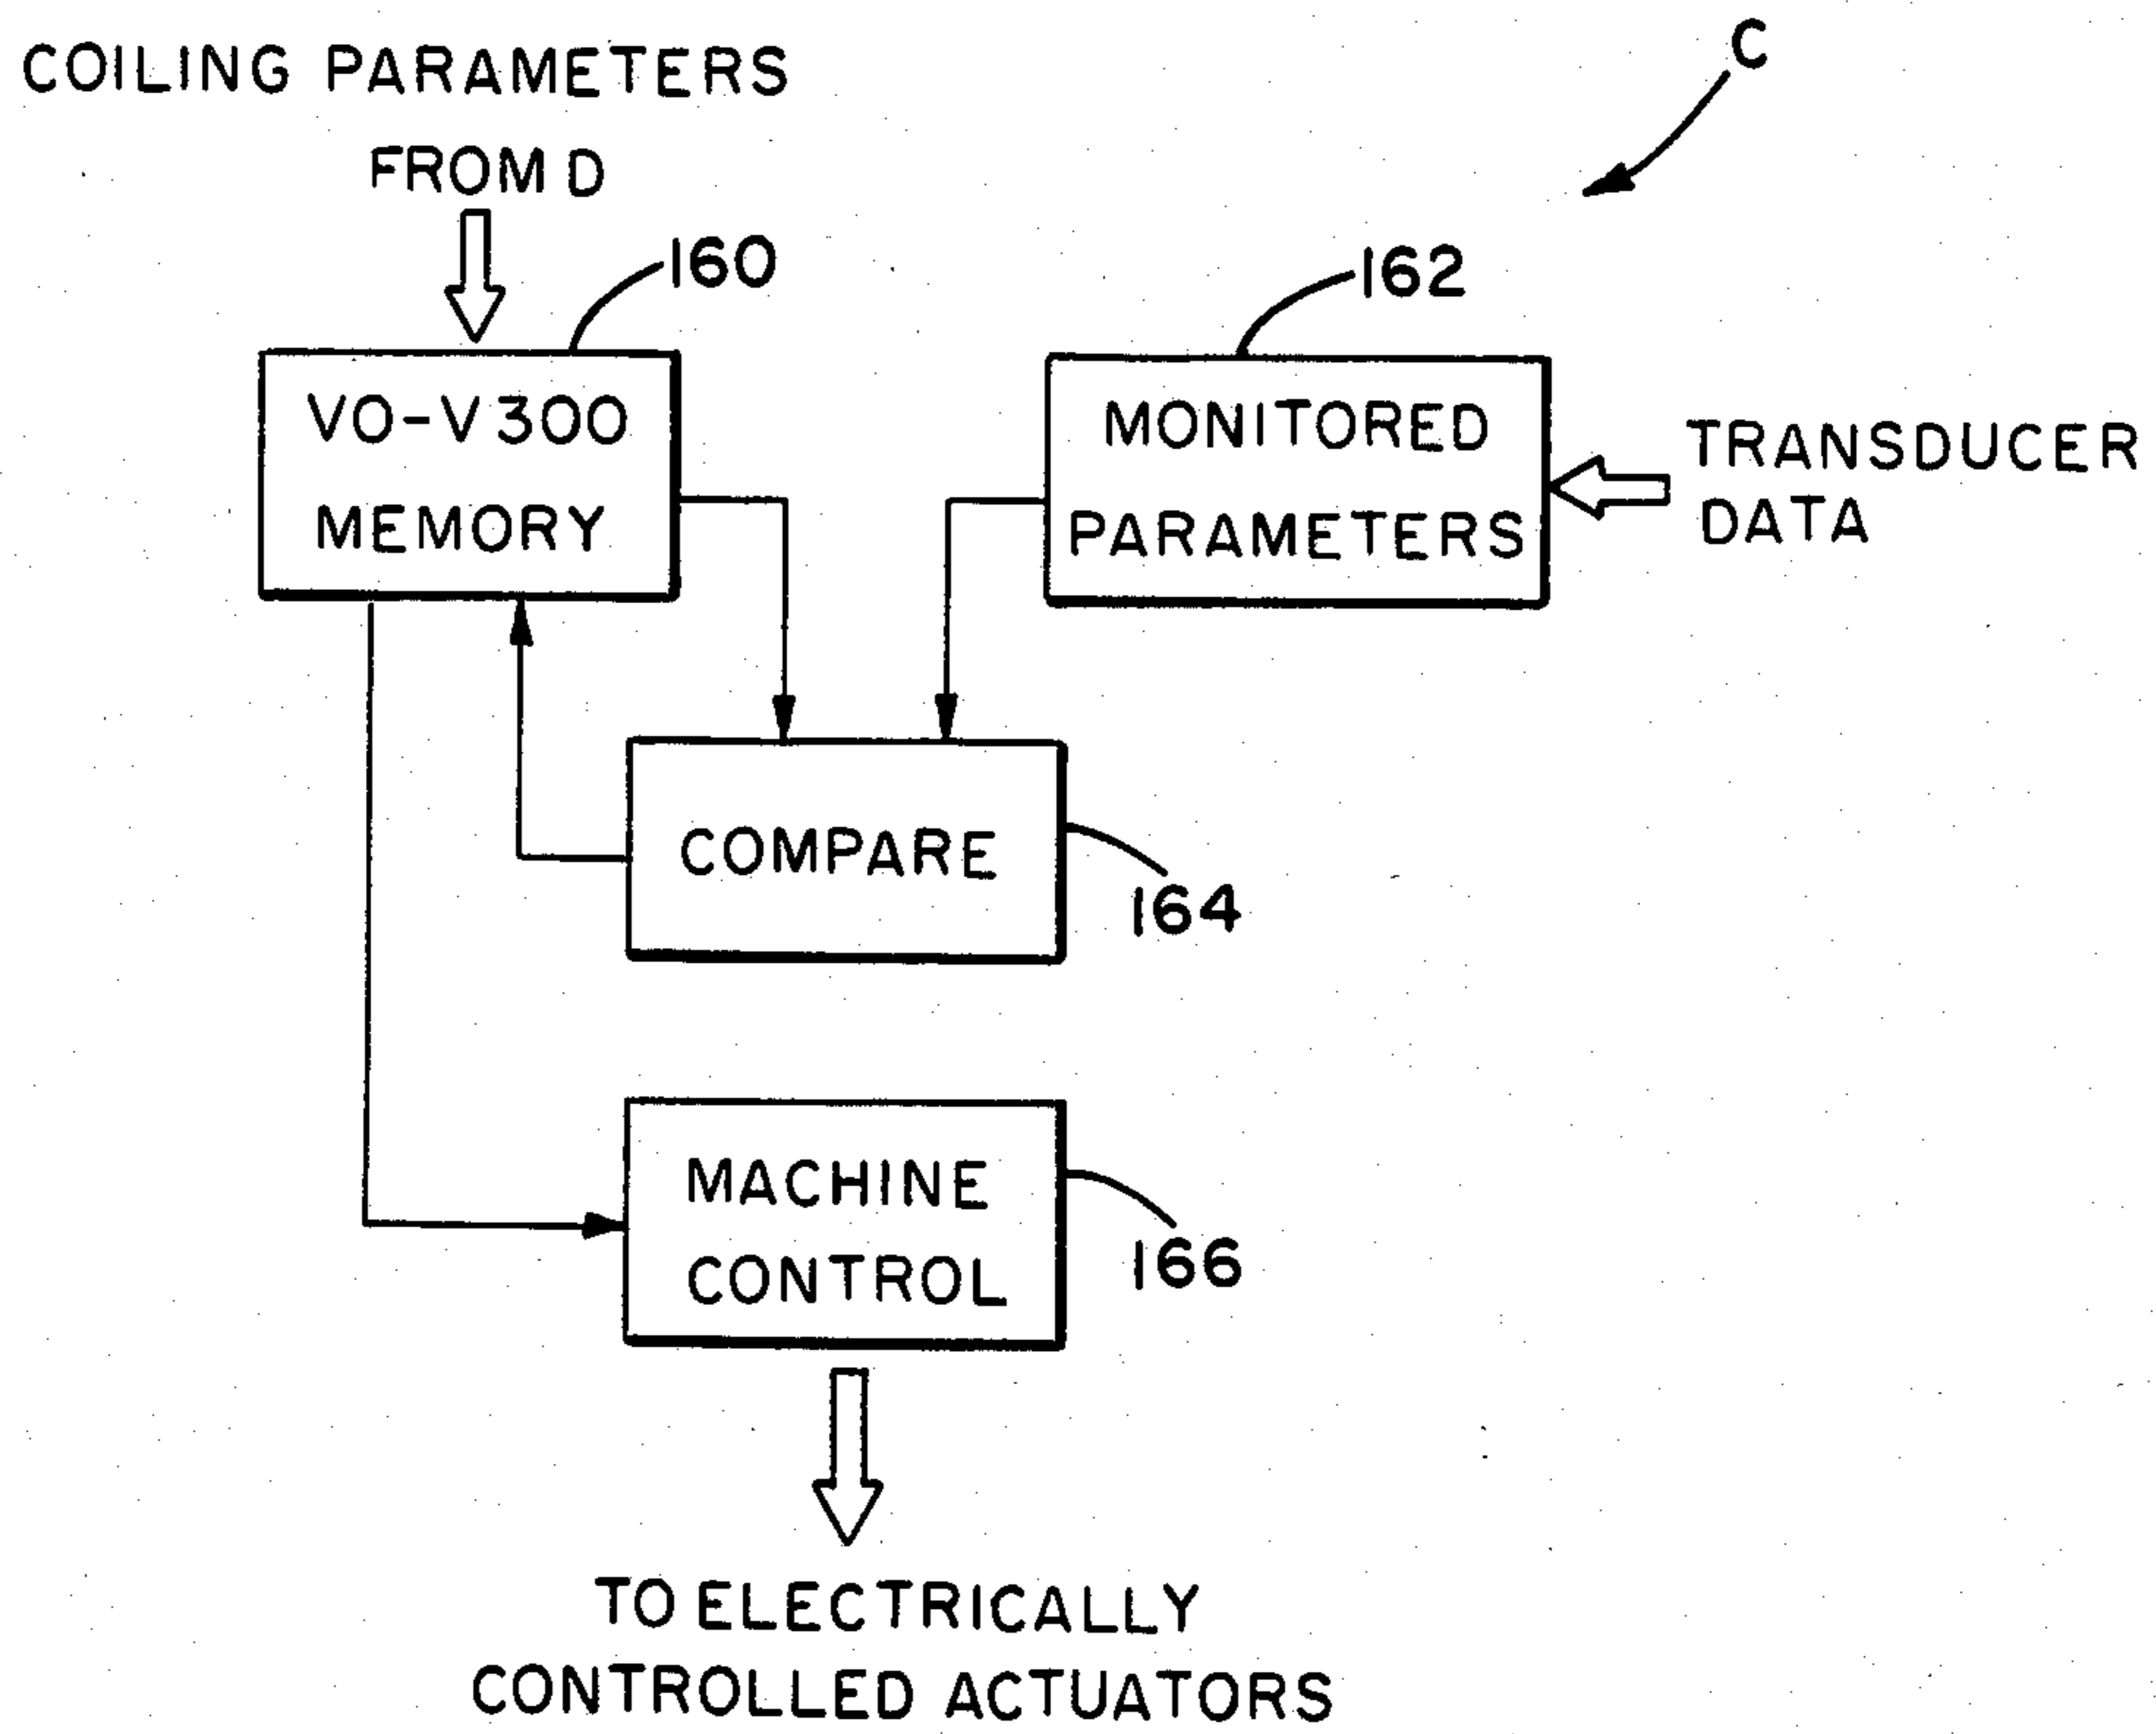 COILING PARAMETERS
FROM D
C
160
162
VO-V300
MEMORY
MONITORED
PARAMETERS
TRANSDUCER
DATA
COMPARE
164
MACHINE
CONTROL
166
TO ELECTRICALLY
CONTROLLED ACTUATORS